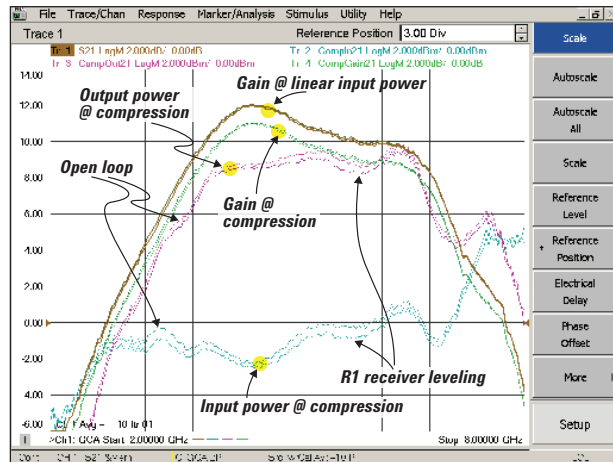 File Trace/Chan Response Marker/Analysis Stimulus Utility Help
Trace 1
Reference Position 3.00 Div
Tr 1 S21 LogM 2.000dB/ 0.00dB
Tr 2 CompIn21 LogM 2.000dBm/ 0.00dBm
Tr 3 CompOut21 LogM 2.000dBm/ 0.00dBm
Tr 4 CompGain21 LogM 2.000dB/ 0.00dB
14.00
12.00
10.00
8.00
6.00
4.00
2.00
0.00
-2.00
-4.00
-6.00
Gain @ linear input power
Output power
@ compression
Open loop
Gain @
compression
R1 receiver leveling
Input power @ compression
>Ch1: GCA Start 2.00000 GHz
Stop 8.00000 GHz
Cont. CH 1: S21
Scale
Autoscale
Autoscale
All
Scale
Reference
Level
Reference
Position
Electrical
Delay
Phase
Offset
More
Setup